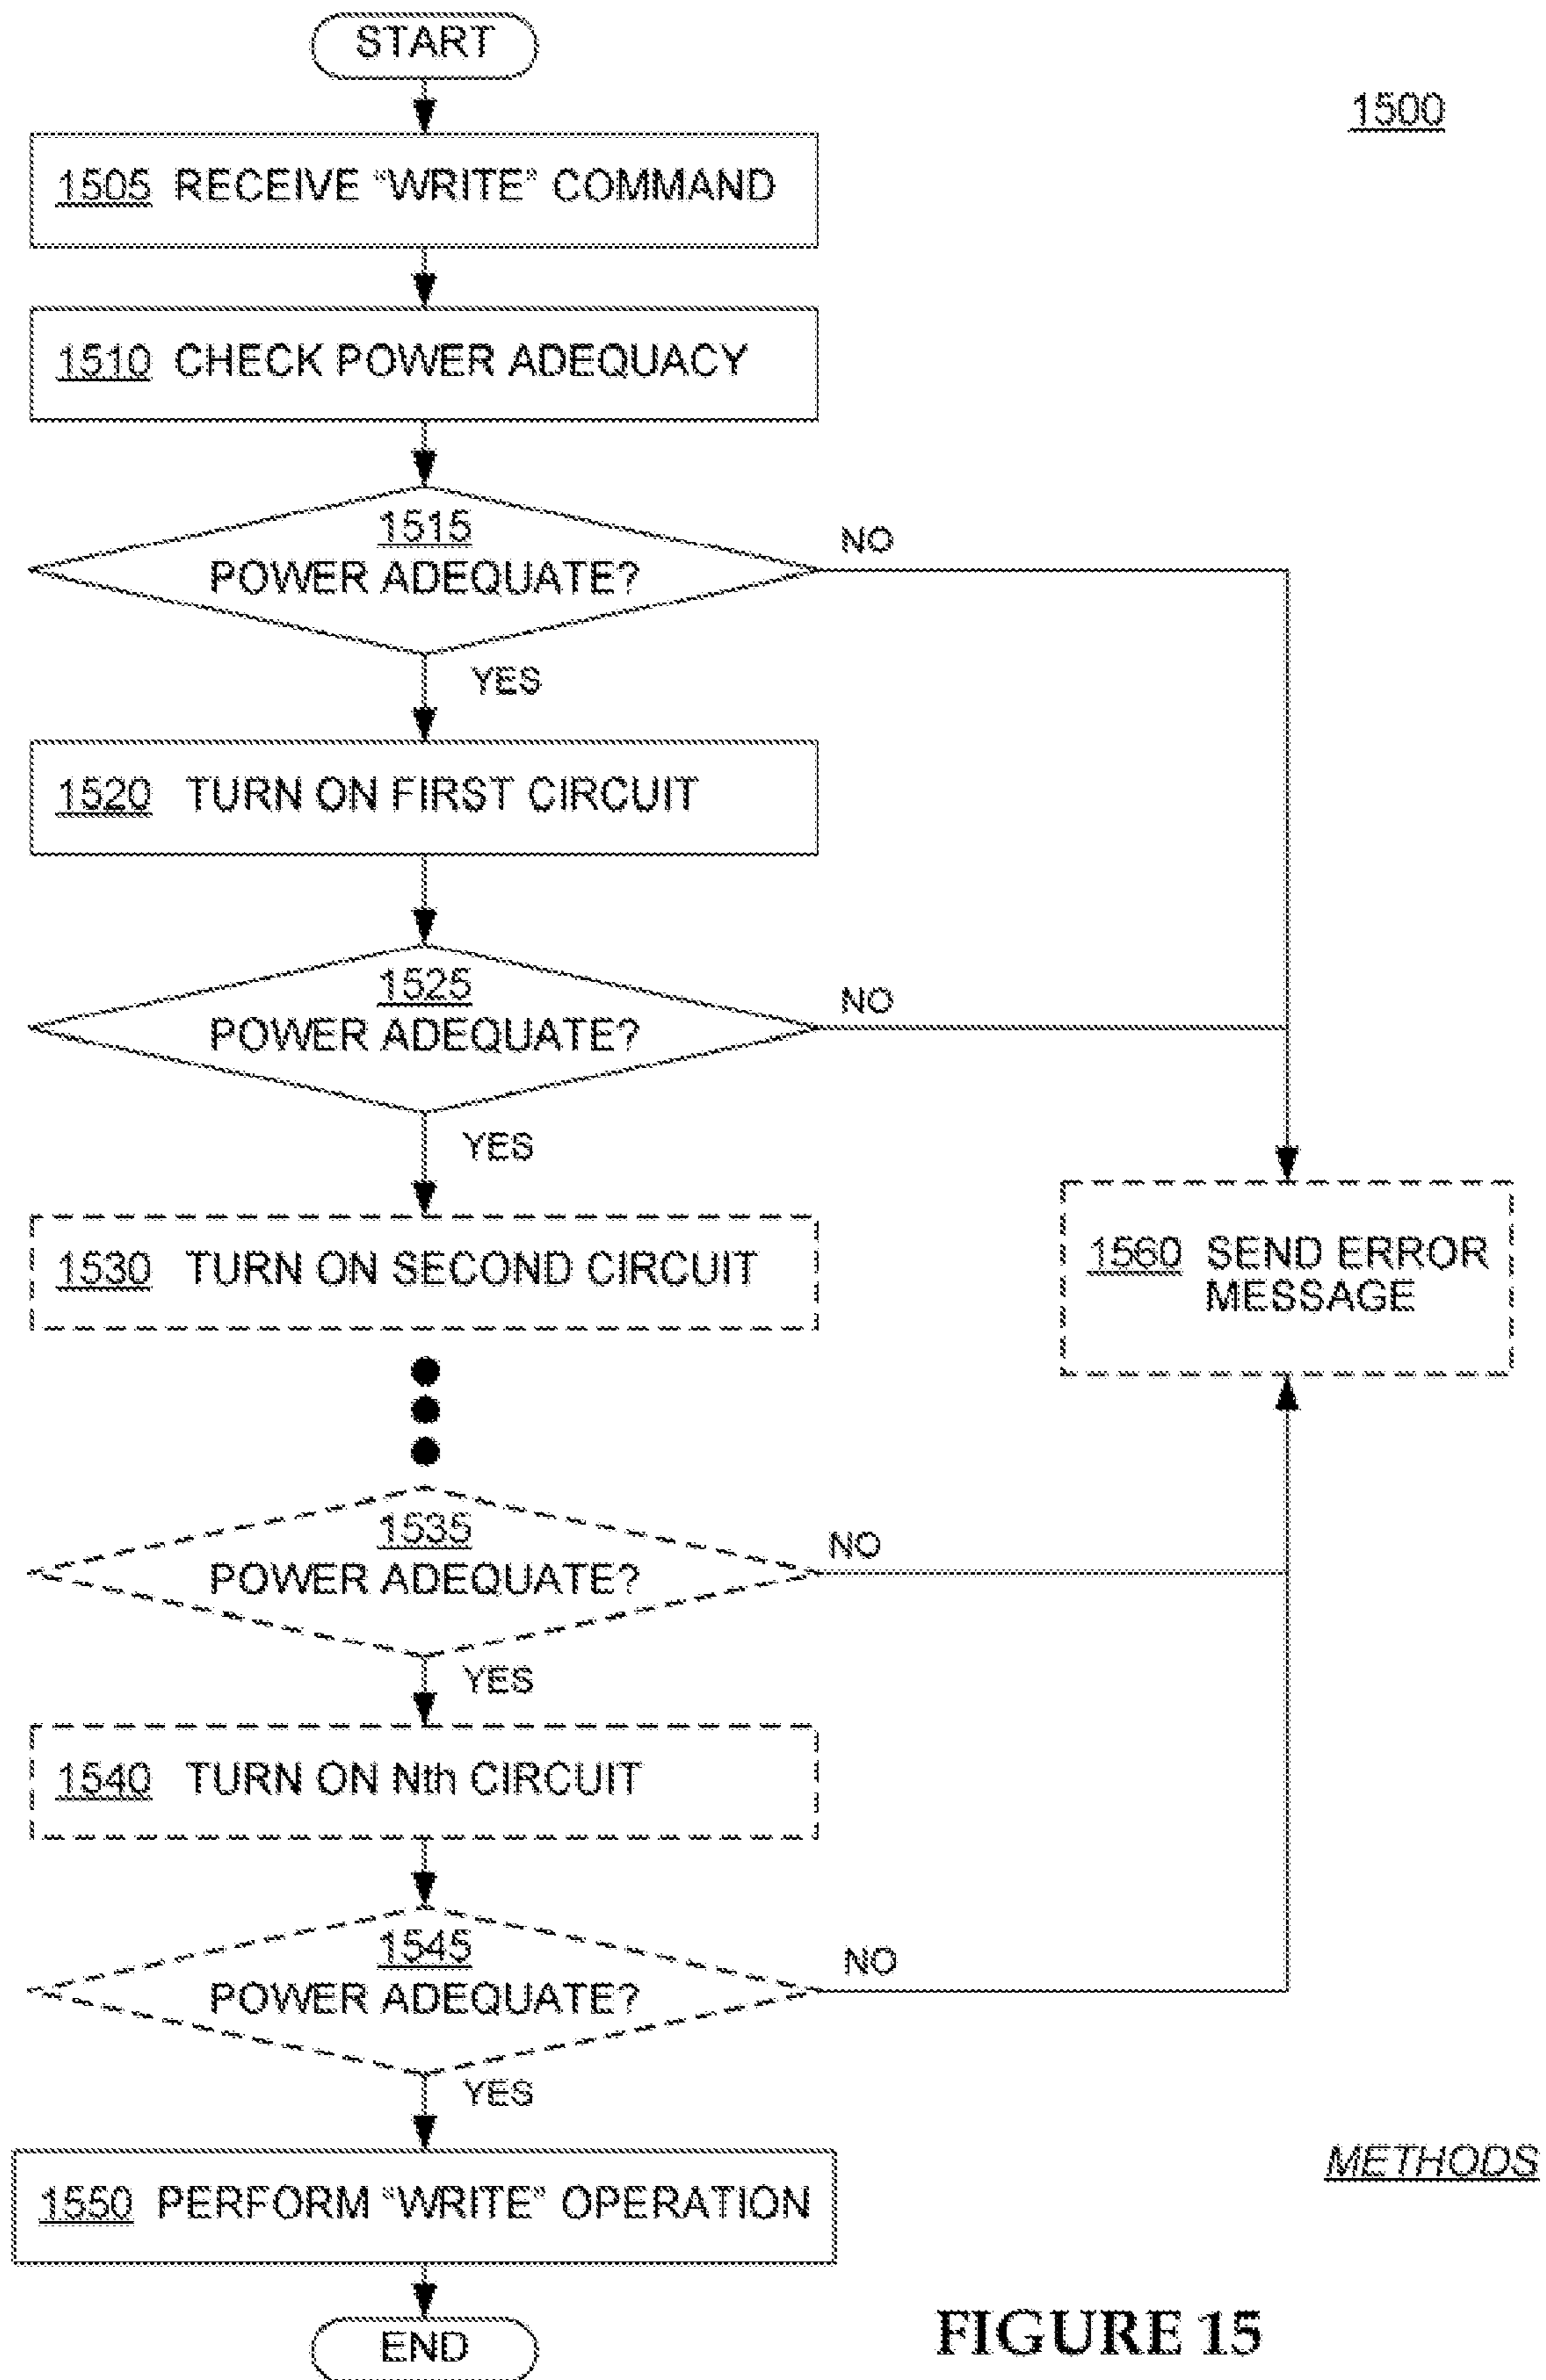 START
1500
1505 RECEIVE “WRITE” COMMAND
1510 CHECK POWER ADEQUACY
1515
POWER ADEQUATE?
NO
YES
1520 TURN ON FIRST CIRCUIT
1525
POWER ADEQUATE?
NO
YES
1530 TURN ON SECOND CIRCUIT
1560 SEND ERROR
MESSAGE
1535
POWER ADEQUATE?
NO
YES
1540 TURN ON Nth CIRCUIT
1545
POWER ADEQUATE?
NO
YES
METHODS
1550 PERFORM “WRITE” OPERATION
END
FIGURE 15